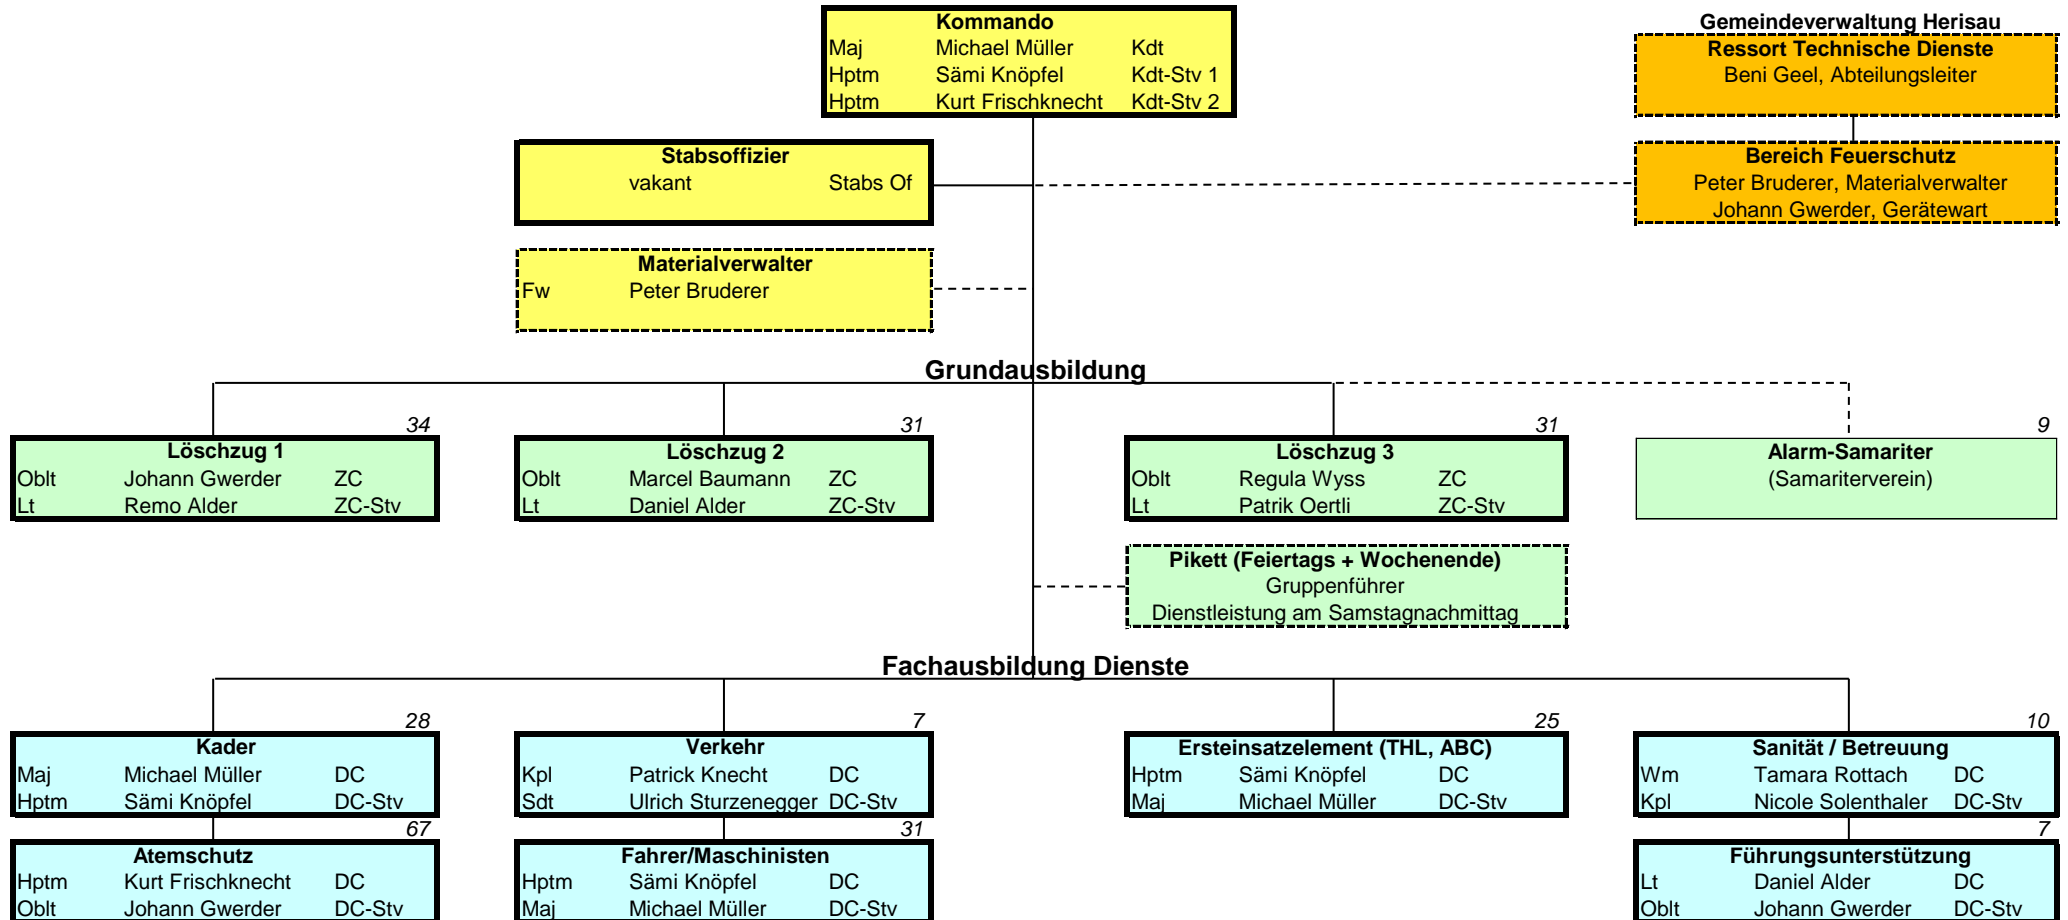 Kommando
Maj Michael Müller Kdt
Hptm Sämi Knöpfel Kdt-Stv 1
Hptm Kurt Frischknecht Kdt-Stv 2
Gemeindeverwaltung Herisau
Ressort Technische Dienste
Beni Geel, Abteilungsleiter
Stabsoffizier
vakant Stabs Of
Bereich Feuerschutz
Peter Bruderer, Materialverwalter
Johann Gwerder, Gerätewart
Materialverwalter
Fw Peter Bruderer
Grundausbildung
34
Löschzug 1
Oblt Johann Gwerder ZC
Lt Remo Alder ZC-Stv
31
Löschzug 2
Oblt Marcel Baumann ZC
Lt Daniel Alder ZC-Stv
31
Löschzug 3
Oblt Regula Wyss ZC
Lt Patrik Oertli ZC-Stv
9
Alarm-Samariter
(Samariterverein)
Pikett (Feiertags + Wochenende)
Gruppenführer
Dienstleistung am Samstagnachmittag
Fachausbildung Dienste
28
Kader
Maj Michael Müller DC
Hptm Sämi Knöpfel DC-Stv
7
Verkehr
Kpl Patrick Knecht DC
Sdt Ulrich Sturzenegger DC-Stv
25
Ersteinsatzelement (THL, ABC)
Hptm Sämi Knöpfel DC
Maj Michael Müller DC-Stv
10
Sanität / Betreuung
Wm Tamara Rottach DC
Kpl Nicole Solenthaler DC-Stv
67
Atemschutz
Hptm Kurt Frischknecht DC
Oblt Johann Gwerder DC-Stv
31
Fahrer/Maschinisten
Hptm Sämi Knöpfel DC
Maj Michael Müller DC-Stv
7
Führungsunterstützung
Lt Daniel Alder DC
Oblt Johann Gwerder DC-Stv